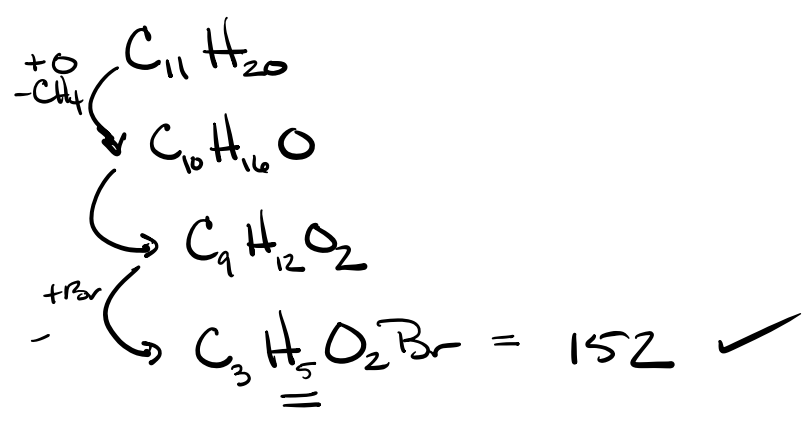 +O C₁₁H₂₀
-CH₄
C₁₀H₁₆O
C₉H₁₂O₂
+Br
-
C₃H₅O₂Br = 152 ✓